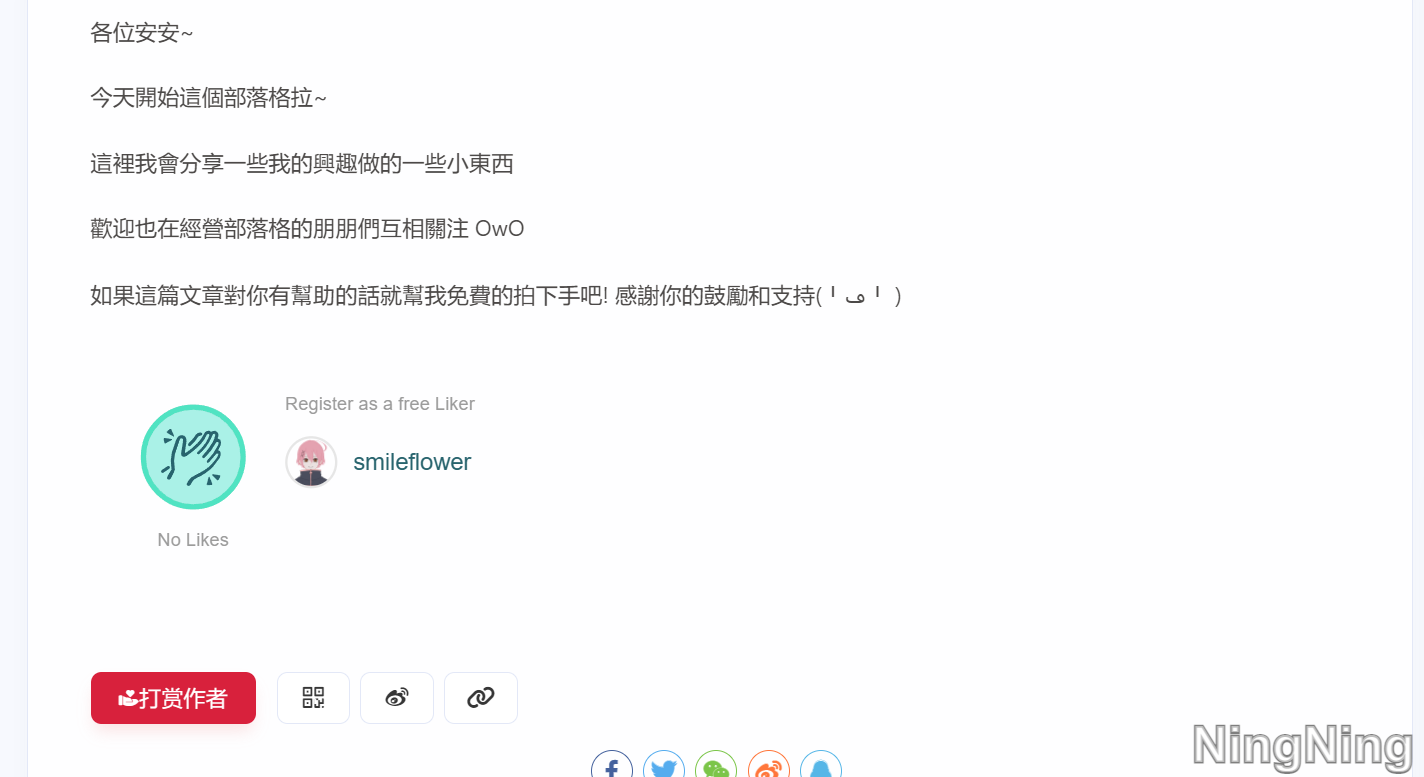 各位安安~
今天開始這個部落格拉~
這裡我會分享一些我的興趣做的一些小東西
歡迎也在經營部落格的朋朋們互相關注 OwO
如果這篇文章對你有幫助的話就幫我免費的拍下手吧! 感謝你的鼓勵和支持(╵ف╵ )
Register as a free Liker
smileflower
No Likes
打赏作者
NingNing